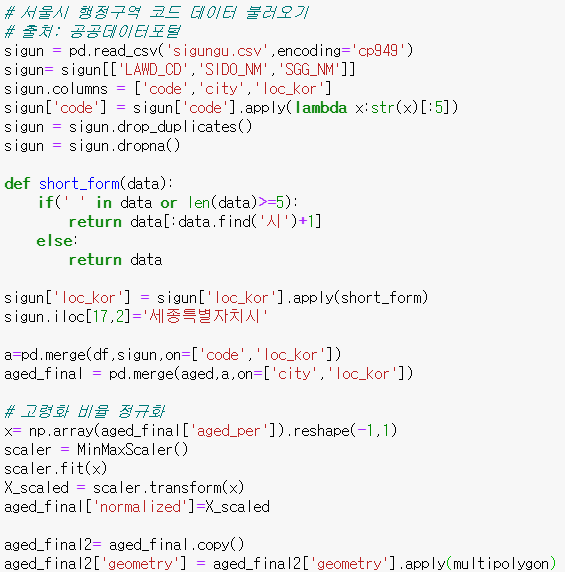 # 서울시 행정구역 코드 데이터 불러오기
# 출처: 공공데이터포털
sigun = pd.read_csv('sigungu.csv',encoding='cp949')
sigun= sigun[['LAWD_CD','SIDO_NM','SGG_NM']]
sigun.columns = ['code','city','loc_kor']
sigun['code'] = sigun['code'].apply(lambda x:str(x)[:5])
sigun = sigun.drop_duplicates()
sigun = sigun.dropna()

def short_form(data):
    if(' ' in data or len(data)>=5):
        return data[:data.find('시')+1]
    else:
        return data

sigun['loc_kor'] = sigun['loc_kor'].apply(short_form)
sigun.iloc[17,2]='세종특별자치시'

a=pd.merge(df,sigun,on=['code','loc_kor'])
aged_final = pd.merge(aged,a,on=['city','loc_kor'])

# 고령화 비율 정규화
x= np.array(aged_final['aged_per']).reshape(-1,1)
scaler = MinMaxScaler()
scaler.fit(x)
X_scaled = scaler.transform(x)
aged_final['normalized']=X_scaled

aged_final2= aged_final.copy()
aged_final2['geometry'] = aged_final2['geometry'].apply(multipolygon)